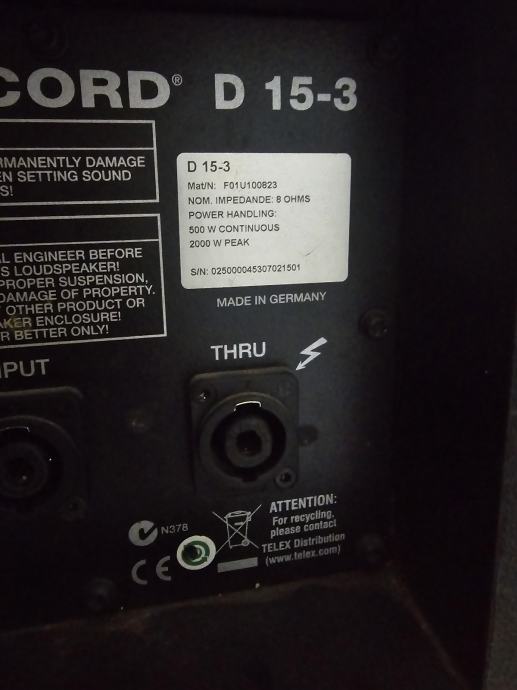 CORD® D 15-3
RMANENTLY DAMAGE
EN SETTING SOUND
S!
L ENGINEER BEFORE
S LOUDSPEAKER!
PROPER SUSPENSION,
DAMAGE OF PROPERTY.
OTHER PRODUCT OR
AKER ENCLOSURE!
R BETTER ONLY!
D 15-3
Mat/N: F01U100823
NOM. IMPEDANDE: 8 OHMS
POWER HANDLING:
500 W CONTINUOUS
2000 W PEAK
S/N: 025000045307021501
MADE IN GERMANY
PUT
THRU
N378
CE
ATTENTION:
For recycling,
please contact
TELEX Distribution
(www.telex.com)